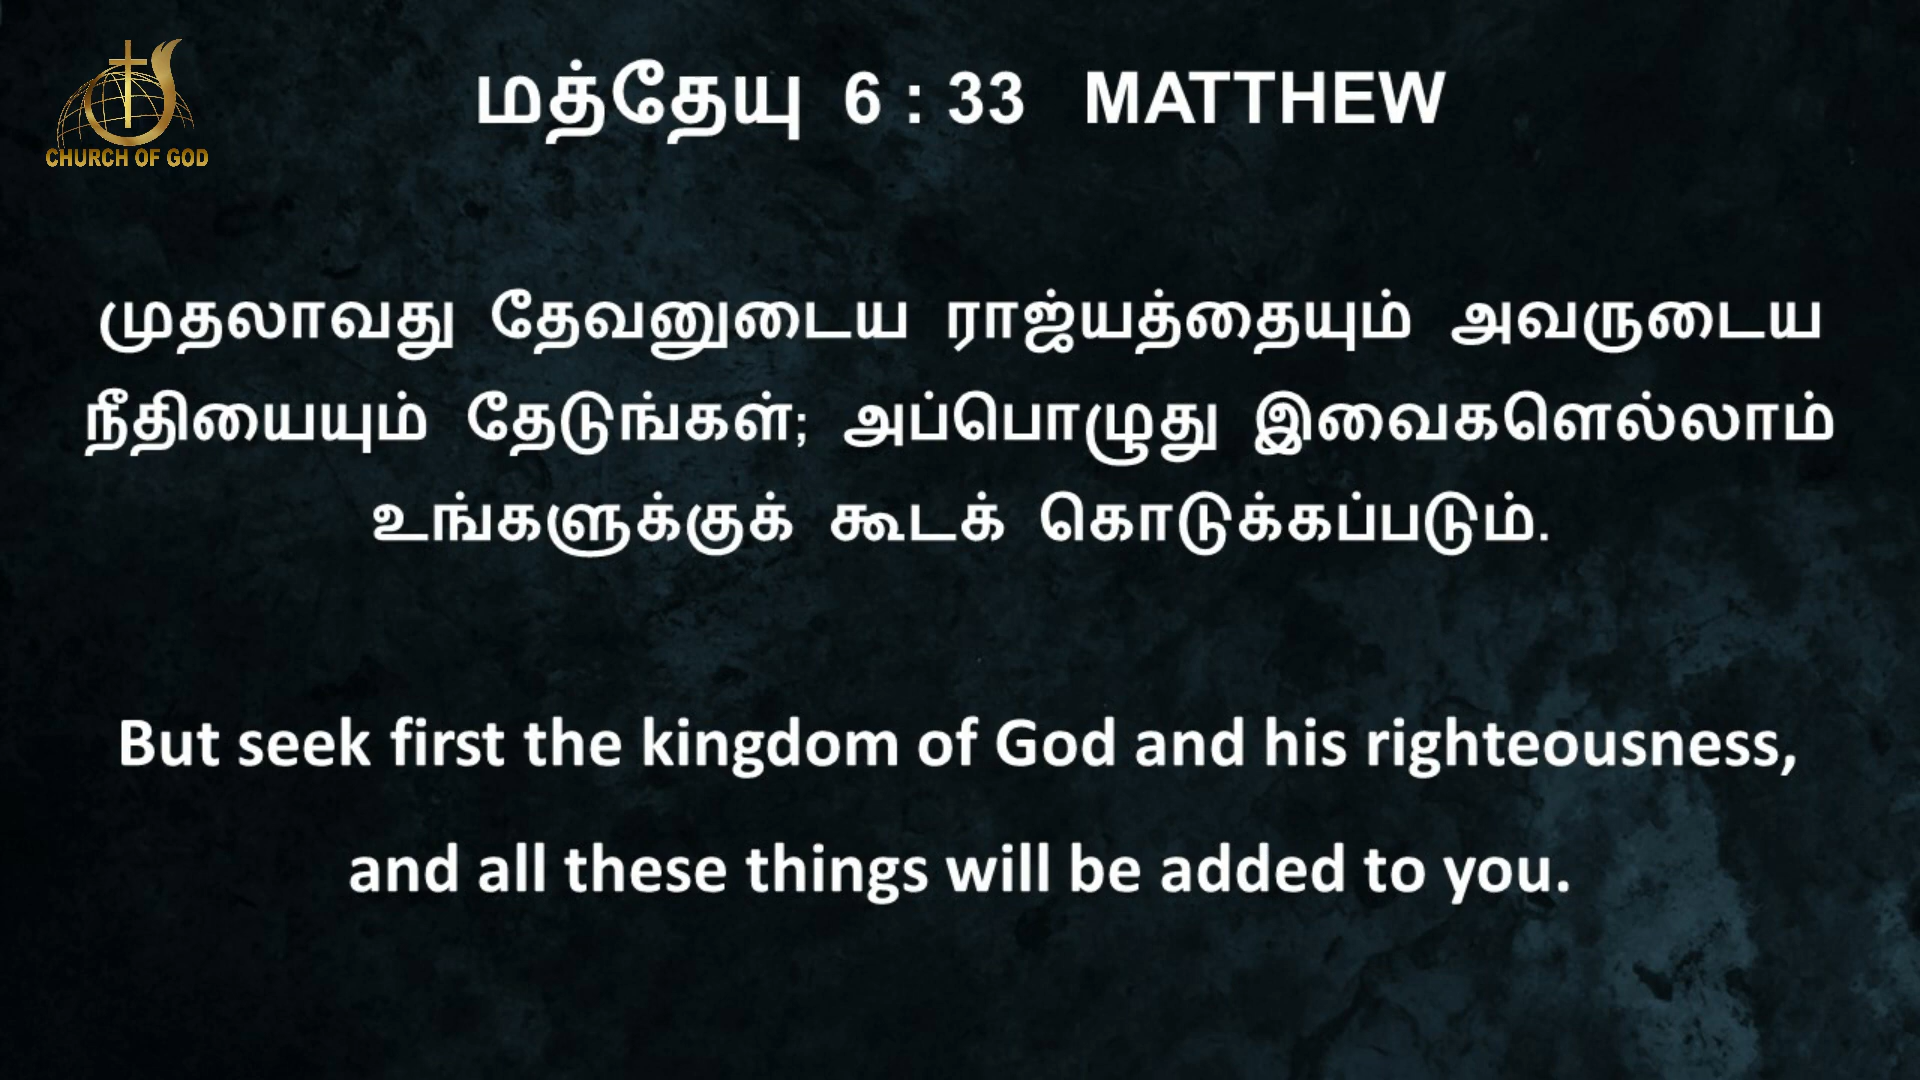 CHURCH OF GOD
மத்தேயு 6 : 33 MATTHEW
முதலாவது தேவனுடைய ராஜ்யத்தையும் அவருடைய
நீதியையும் தேடுங்கள்; அப்பொழுது இவைகளெல்லாம்
உங்களுக்குக் கூடக் கொடுக்கப்படும்.
But seek first the kingdom of God and his righteousness,
and all these things will be added to you.